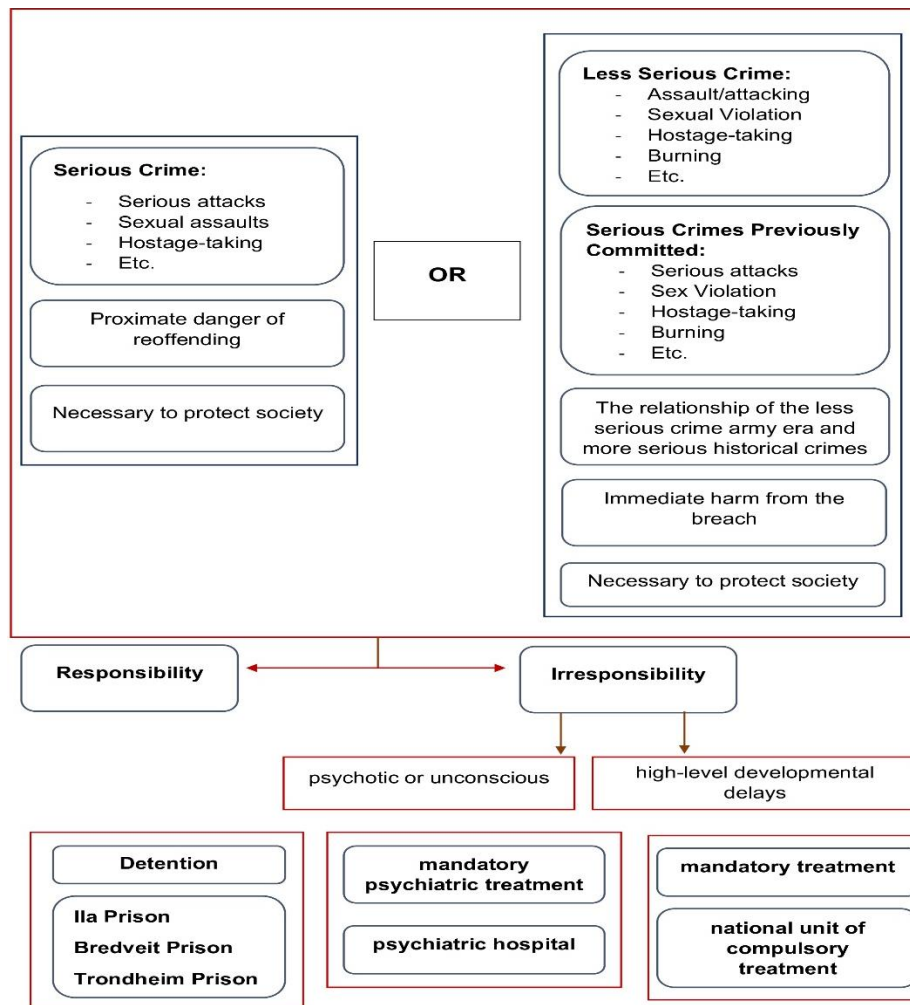 Serious Crime:
- Serious attacks
- Sexual assaults
- Hostage-taking
- Etc.
Proximate danger of
reoffending
Necessary to protect society
OR
Less Serious Crime:
- Assault/attacking
- Sexual Violation
- Hostage-taking
- Burning
- Etc.
Serious Crimes Previously
Committed:
- Serious attacks
- Sex Violation
- Hostage-taking
- Burning
- Etc.
The relationship of the less
serious crime army era and
more serious historical crimes
Immediate harm from the
breach
Necessary to protect society
Responsibility
Irresponsibility
psychotic or unconscious
high-level developmental
delays
Detention
Ila Prison
Bredveit Prison
Trondheim Prison
mandatory
psychiatric treatment
psychiatric hospital
mandatory treatment
national unit of
compulsory
treatment